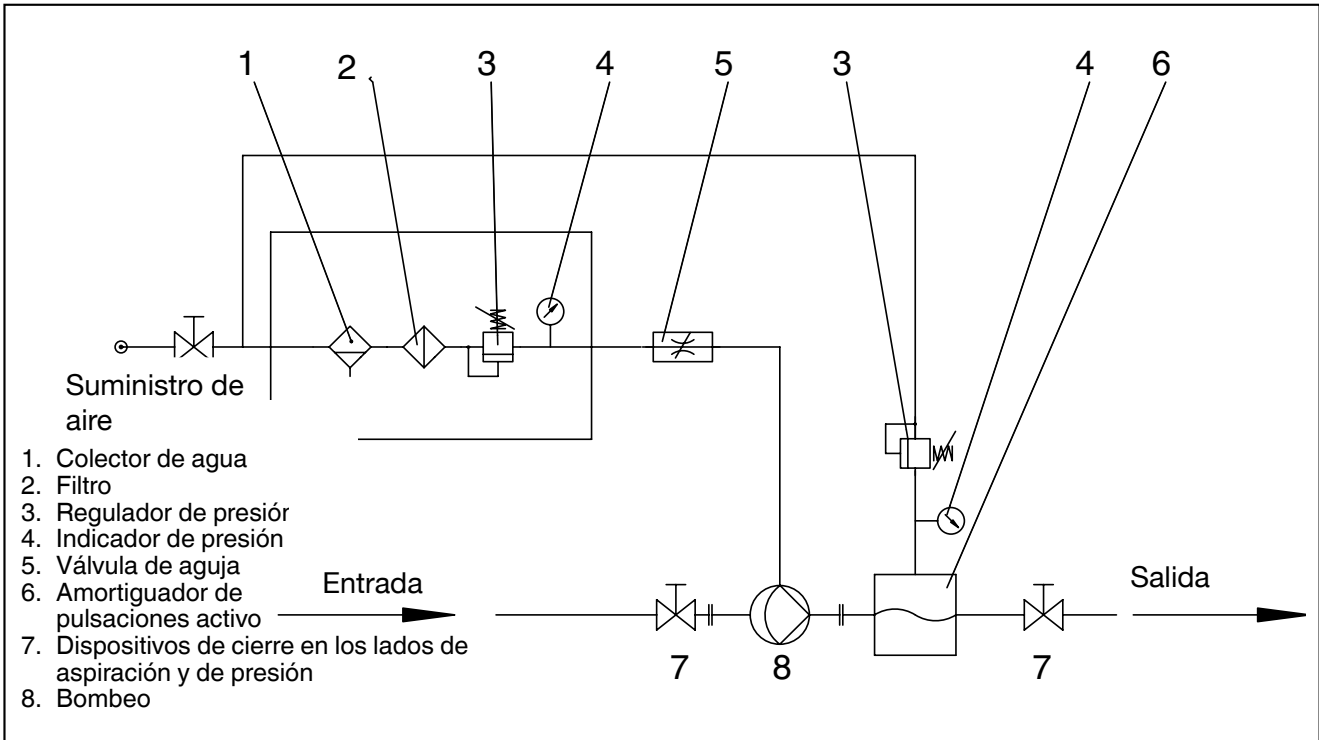 1 2 3 4 5 3 4 6
Suministro de
aire
1. Colector de agua
2. Filtro
3. Regulador de presión
4. Indicador de presión
5. Válvula de aguja
6. Amortiguador de
pulsaciones activo
7. Dispositivos de cierre en los lados de
aspiración y de presión
8. Bombeo
Entrada
Salida
7 8 7